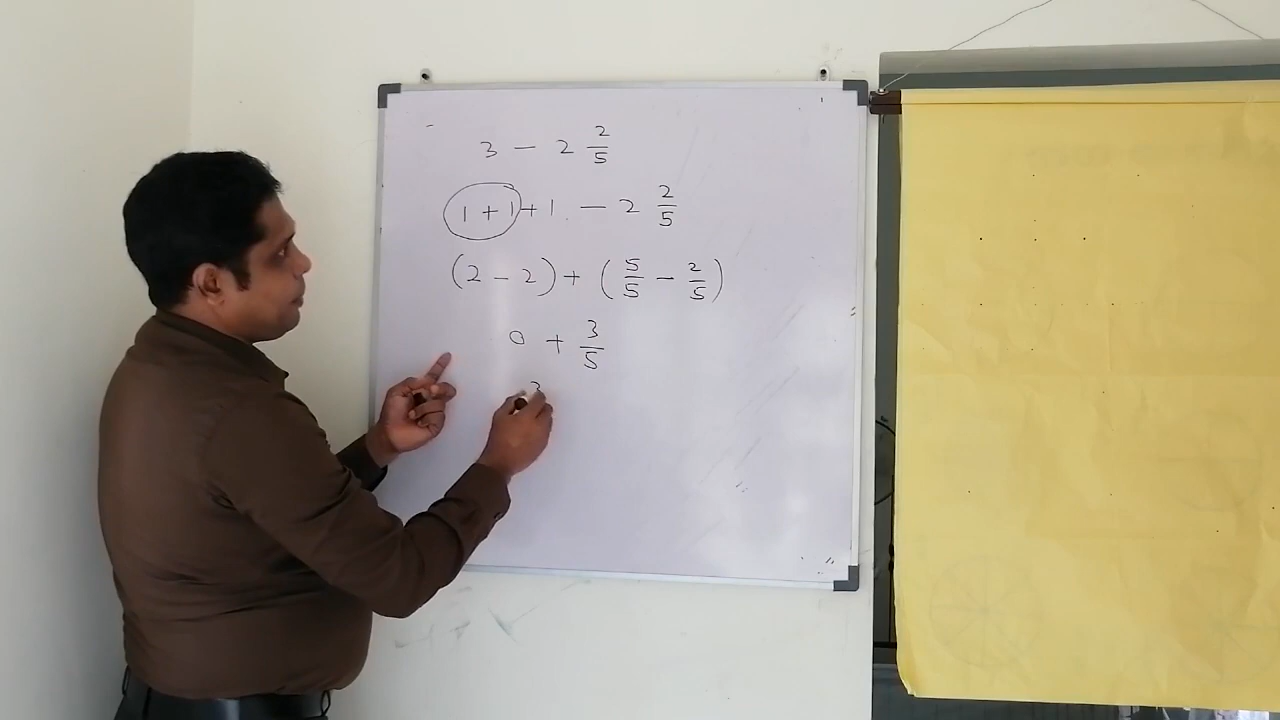 3 - 2 2/5
1 + 1 + 1 - 2 2/5
(2 - 2) + (5/5 - 2/5)
0 + 3/5
3